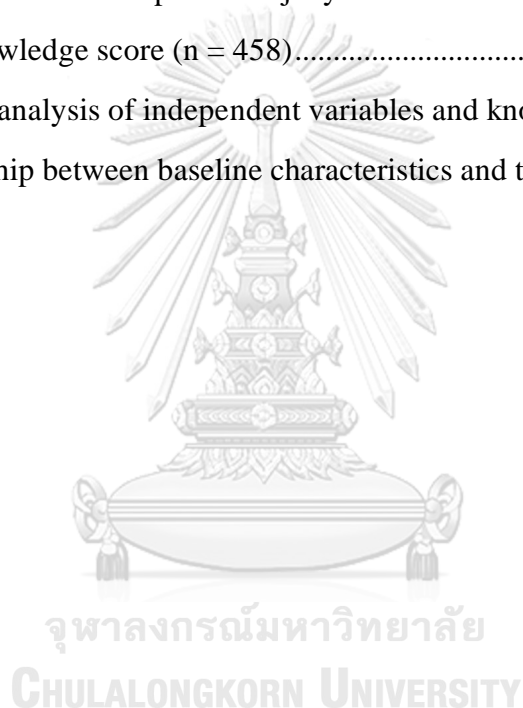 wledge score (n = 458)..............................
analysis of independent variables and kno
hip between baseline characteristics and t
จุฬาลงกรณ์มหาวิทยาลัย
CHULALONGKORN UNIVERSITY